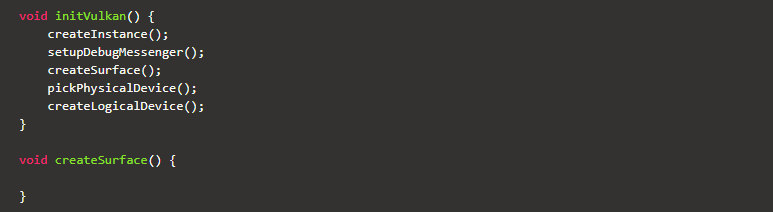 void initVulkan() {
    createInstance();
    setupDebugMessenger();
    createSurface();
    pickPhysicalDevice();
    createLogicalDevice();
}

void createSurface() {

}